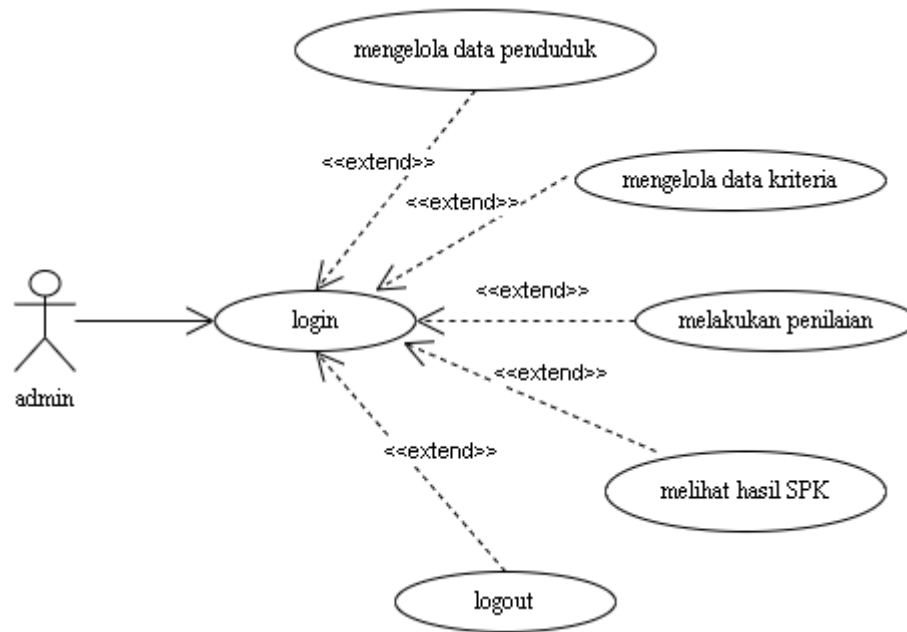 mengelola data penduduk
<<extend>>
mengelola data kriteria
<<extend>>
<<extend>>
login
melakukan penilaian
<<extend>>
admin
<<extend>>
melihat hasil SPK
logout